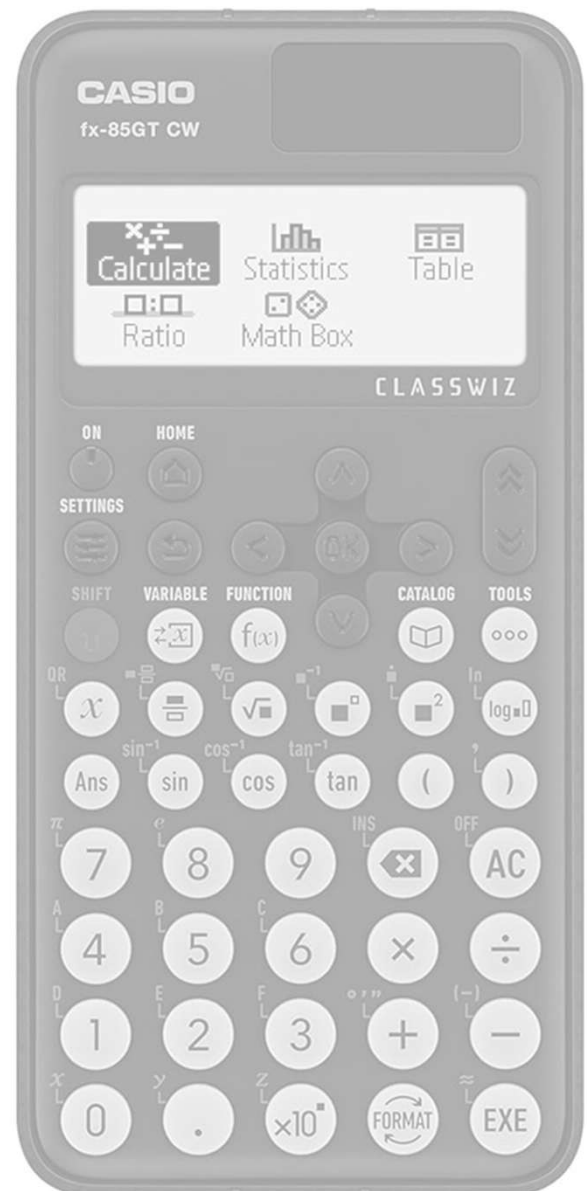 CASIO
fx-85GT CW
×÷+− Calculate Statistics Table
Ratio Math Box
CLASSWIZ
ON HOME
SETTINGS
OK
SHIFT VARIABLE FUNCTION CATALOG TOOLS
x f(x)
QR ■⁻¹ ln
x √■ ■² log■
sin⁻¹ cos⁻¹ tan⁻¹ ,
Ans sin cos tan ( )
π e INS OFF
7 8 9 AC
A B C
4 5 6 × ÷
D E F ° ′ ″ (−)
1 2 3 + −
x y z ≈
0 . ×10■ FORMAT EXE